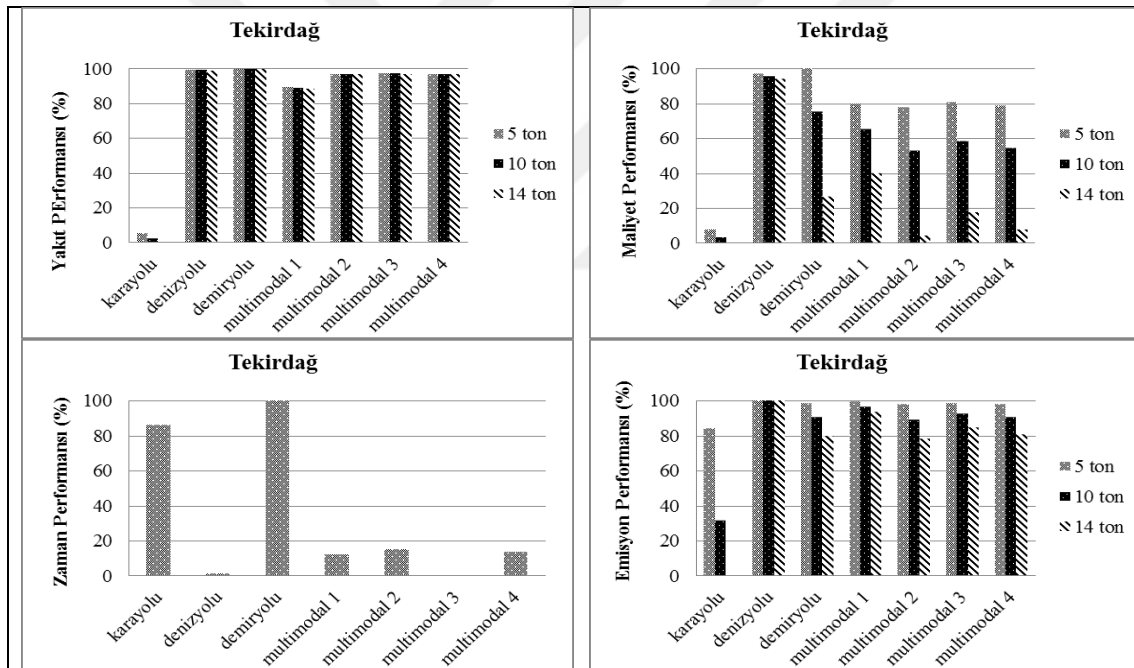 Tekirdağ
Yakıt PErformansı (%)
100
80
60
40
20
0
karayolu
denizyolu
demiryolu
multimodal 1
multimodal 2
multimodal 3
multimodal 4
5 ton
10 ton
14 ton
Tekirdağ
Maliyet Performansı (%)
100
80
60
40
20
0
karayolu
denizyolu
demiryolu
multimodal 1
multimodal 2
multimodal 3
multimodal 4
5 ton
10 ton
14 ton
Tekirdağ
Zaman Performansı (%)
100
80
60
40
20
0
karayolu
denizyolu
demiryolu
multimodal 1
multimodal 2
multimodal 3
multimodal 4
Tekirdağ
Emisyon Performansı (%)
100
80
60
40
20
0
karayolu
denizyolu
demiryolu
multimodal 1
multimodal 2
multimodal 3
multimodal 4
5 ton
10 ton
14 ton